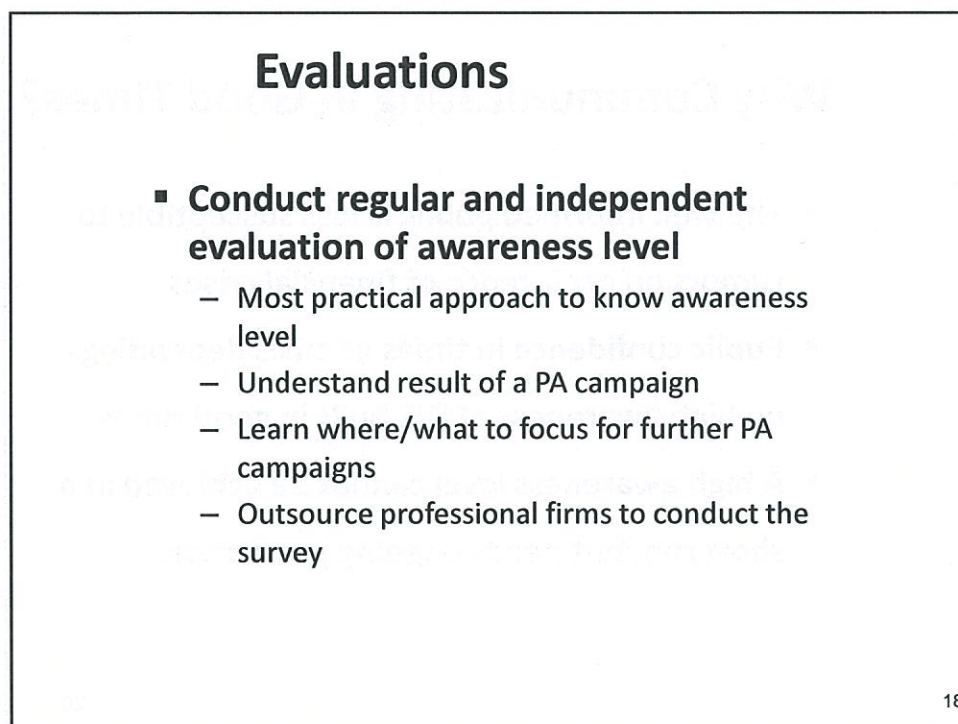 Evaluations
▪ Conduct regular and independent
evaluation of awareness level
– Most practical approach to know awareness
level
– Understand result of a PA campaign
– Learn where/what to focus for further PA
campaigns
– Outsource professional firms to conduct the
survey
18